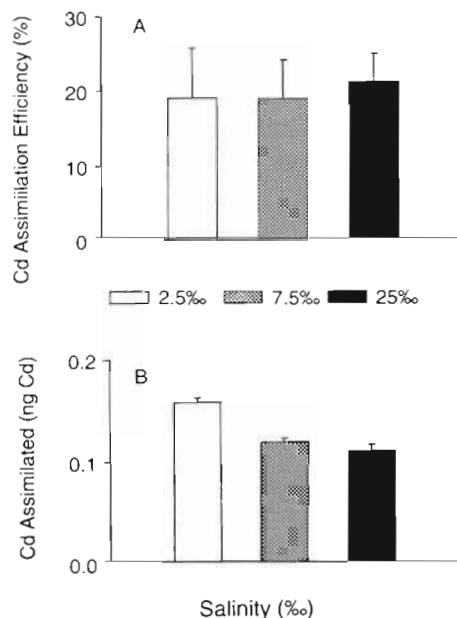 Cd Assimilation Efficiency (%)
A
30
20
10
0
2.5‰ 7.5‰ 25‰
Cd Assimilated (ng Cd)
B
0.2
0.1
0.0
Salinity (‰)